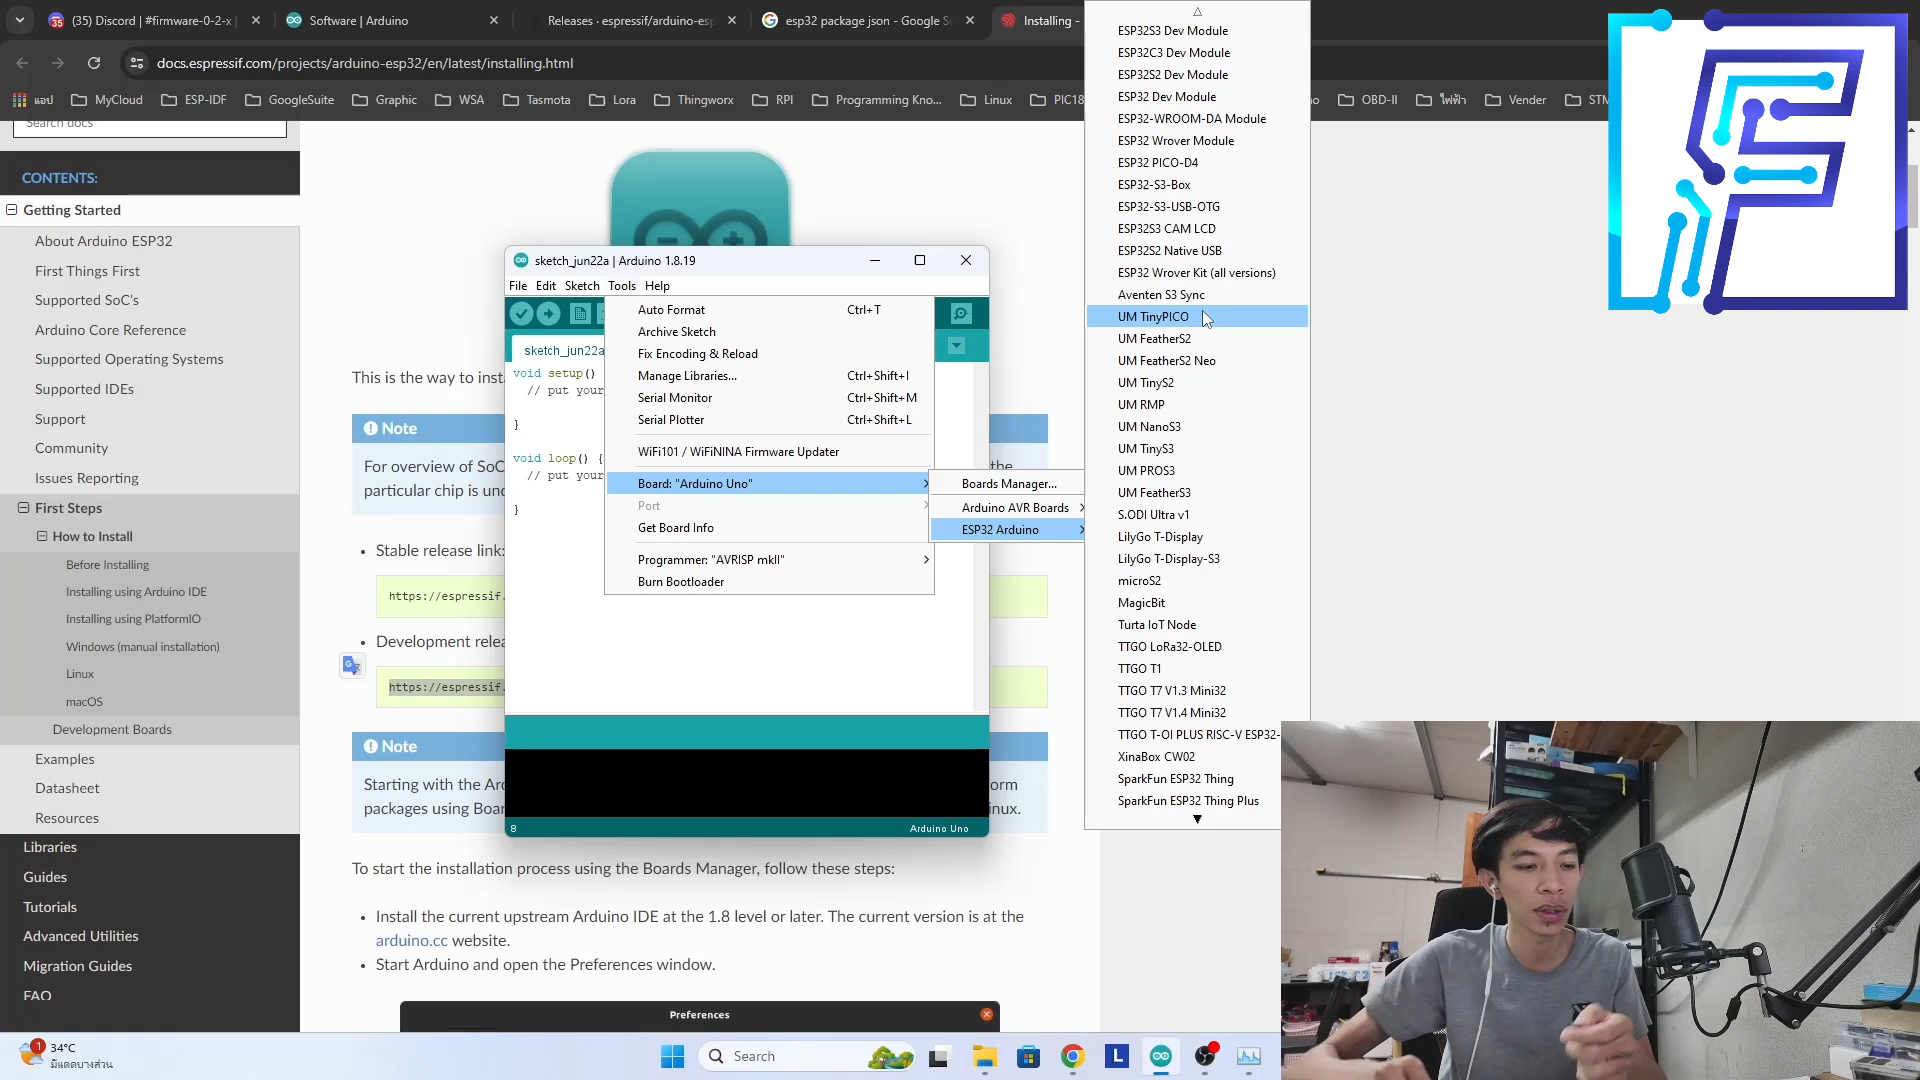 (35) Discord | #firmware-0-2-x
Software | Arduino
Releases · espressif/arduino-esp
esp32 package json - Google Se
Installing -
docs.espressif.com/projects/arduino-esp32/en/latest/installing.html
แอป
MyCloud
ESP-IDF
GoogleSuite
Graphic
WSA
Tasmota
Lora
Thingworx
RPI
Programming Kno...
Linux
PIC18
no
OBD-II
ไฟฟ้า
Vender
STM
Search docs
CONTENTS:
Getting Started
About Arduino ESP32
First Things First
Supported SoC's
Arduino Core Reference
Supported Operating Systems
Supported IDEs
Support
Community
Issues Reporting
First Steps
How to Install
Before Installing
Installing using Arduino IDE
Installing using PlatformIO
Windows (manual installation)
Linux
macOS
Development Boards
Examples
Datasheet
Resources
Libraries
Guides
Tutorials
Advanced Utilities
Migration Guides
FAQ
This is the way to inst
Note
For overview of SoC
the
particular chip is und
Stable release link:
https://espressif.
Development relea
https://espressif.
Note
Starting with the Ard
orm
packages using Boar
inux.
To start the installation process using the Boards Manager, follow these steps:
Install the current upstream Arduino IDE at the 1.8 level or later. The current version is at the
arduino.cc website.
Start Arduino and open the Preferences window.
Preferences
sketch_jun22a | Arduino 1.8.19
File Edit Sketch Tools Help
sketch_jun22a
void setup()
// put your
}
void loop() {
// put your
}
8
Arduino Uno
Auto Format Ctrl+T
Archive Sketch
Fix Encoding & Reload
Manage Libraries... Ctrl+Shift+I
Serial Monitor Ctrl+Shift+M
Serial Plotter Ctrl+Shift+L
WiFi101 / WiFiNINA Firmware Updater
Board: "Arduino Uno"
Port
Get Board Info
Programmer: "AVRISP mkII"
Burn Bootloader
Boards Manager...
Arduino AVR Boards
ESP32 Arduino
ESP32S3 Dev Module
ESP32C3 Dev Module
ESP32S2 Dev Module
ESP32 Dev Module
ESP32-WROOM-DA Module
ESP32 Wrover Module
ESP32 PICO-D4
ESP32-S3-Box
ESP32-S3-USB-OTG
ESP32S3 CAM LCD
ESP32S2 Native USB
ESP32 Wrover Kit (all versions)
Aventen S3 Sync
UM TinyPICO
UM FeatherS2
UM FeatherS2 Neo
UM TinyS2
UM RMP
UM NanoS3
UM TinyS3
UM PROS3
UM FeatherS3
S.ODI Ultra v1
LilyGo T-Display
LilyGo T-Display-S3
microS2
MagicBit
Turta IoT Node
TTGO LoRa32-OLED
TTGO T1
TTGO T7 V1.3 Mini32
TTGO T7 V1.4 Mini32
TTGO T-OI PLUS RISC-V ESP32-
XinaBox CW02
SparkFun ESP32 Thing
SparkFun ESP32 Thing Plus
1
34°C
มีแดดบางส่วน
Search
L